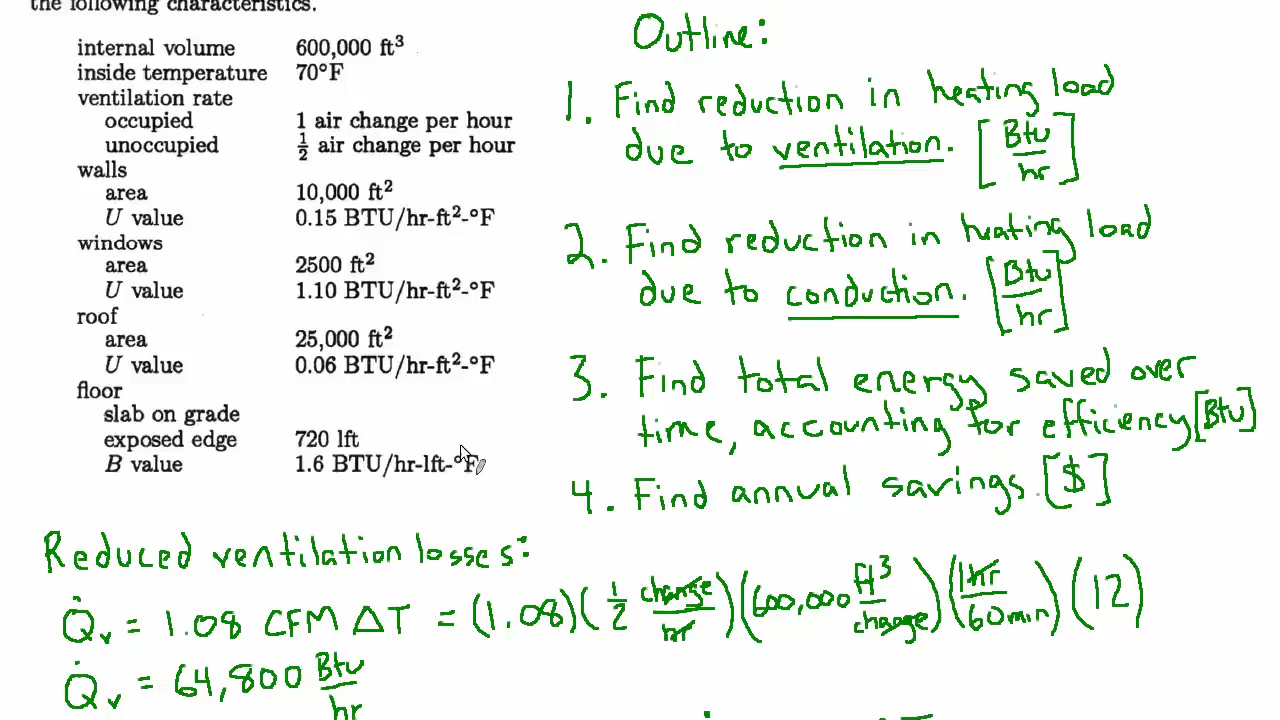 the following characteristics.
internal volume 600,000 ft³
inside temperature 70°F
ventilation rate
occupied 1 air change per hour
unoccupied ½ air change per hour
walls
area 10,000 ft²
U value 0.15 BTU/hr-ft²-°F
windows
area 2500 ft²
U value 1.10 BTU/hr-ft²-°F
roof
area 25,000 ft²
U value 0.06 BTU/hr-ft²-°F
floor
slab on grade
exposed edge 720 lft
B value 1.6 BTU/hr-lft-°F
Outline:
1. Find reduction in heating load
due to ventilation. [Btu/hr]
2. Find reduction in heating load
due to conduction. [Btu/hr]
3. Find total energy saved over
time, accounting for efficiency [Btu]
4. Find annual savings. [$]
Reduced ventilation losses:
Q̇v = 1.08 CFM ΔT = (1.08)(1/2 change/hr)(600,000 ft³/change)(1hr/60min)(12)
Q̇v = 64,800 Btu/hr